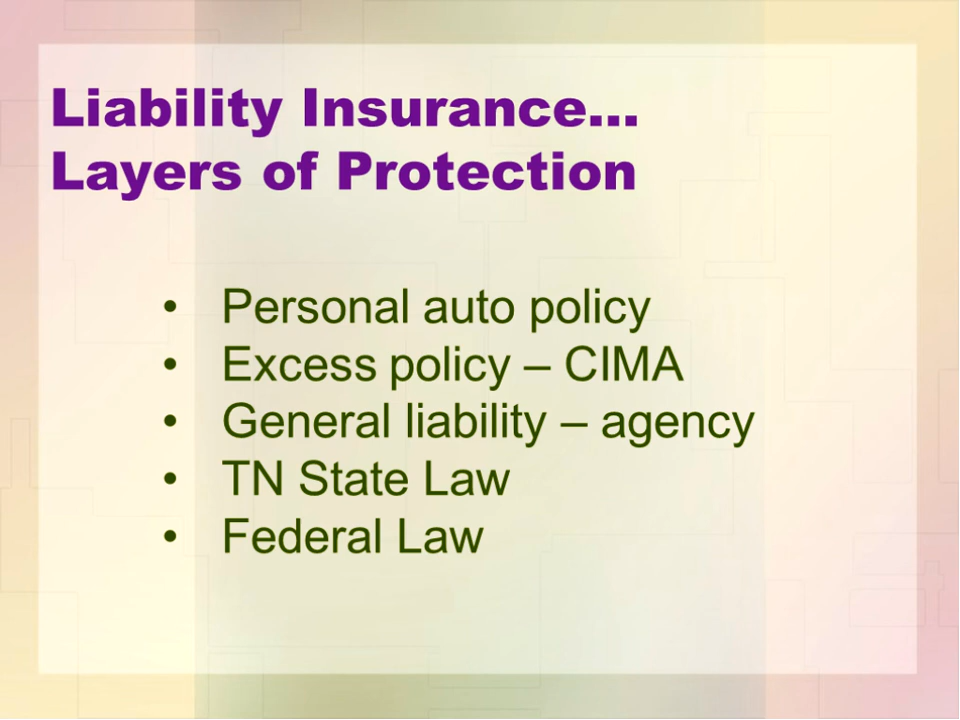 Liability Insurance...
Layers of Protection
• Personal auto policy
• Excess policy – CIMA
• General liability – agency
• TN State Law
• Federal Law